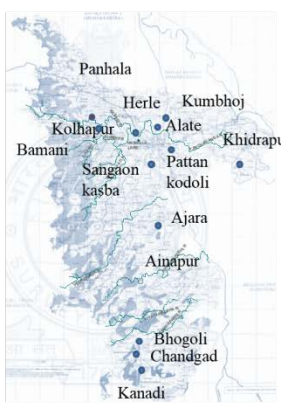 Panhala
Herle
Kumbhoj
Kolhapur
Alate
Bamani
Khidrapu
Sangaon
kasba
Pattan
kodoli
Ajara
Ainapur
Bhogoli
Chandgad
Kanadi